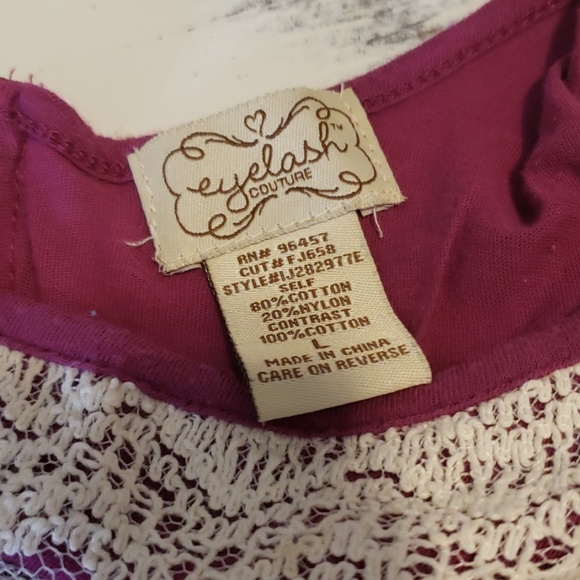 eyelash™
COUTURE
RN# 96457
CUT# FJ658
STYLE#IJ282977E
SELF
80%COTTON
20%NYLON
CONTRAST
100%COTTON
L
MADE IN CHINA
CARE ON REVERSE